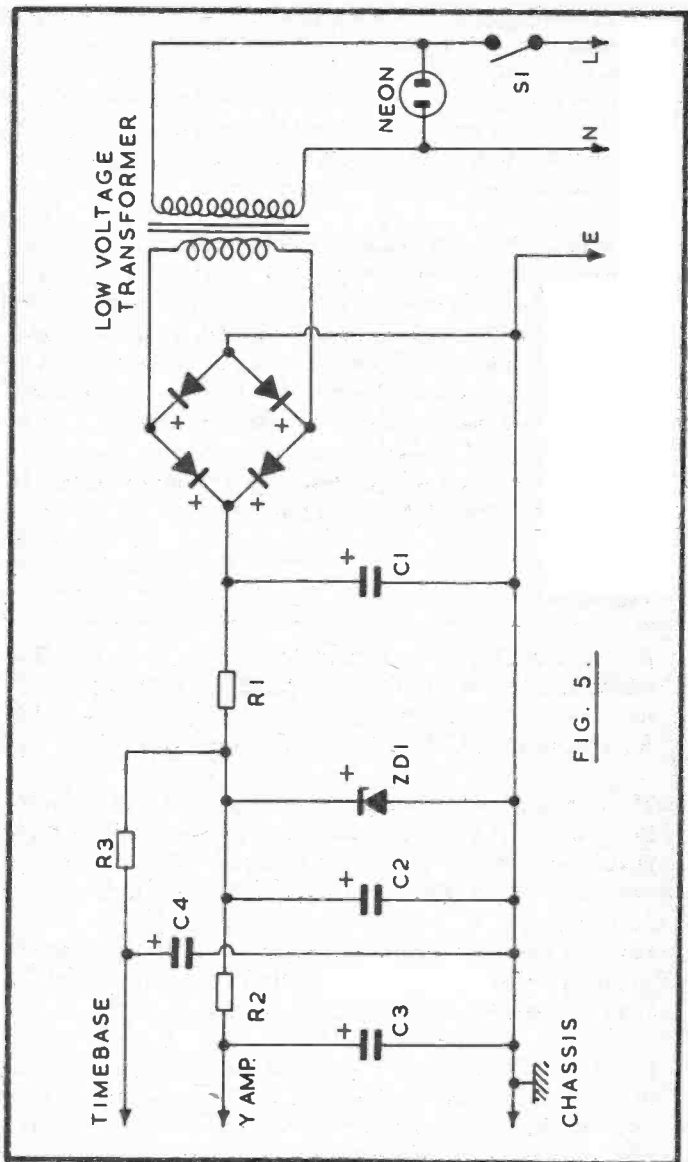 LOW VOLTAGE
TRANSFORMER
NEON
S1
L
N
E
+
+
+
+
+
C1
R1
+
ZD1
R3
+
C2
+
C4
R2
+
C3
TIMEBASE
Y AMP.
CHASSIS
FIG. 5.